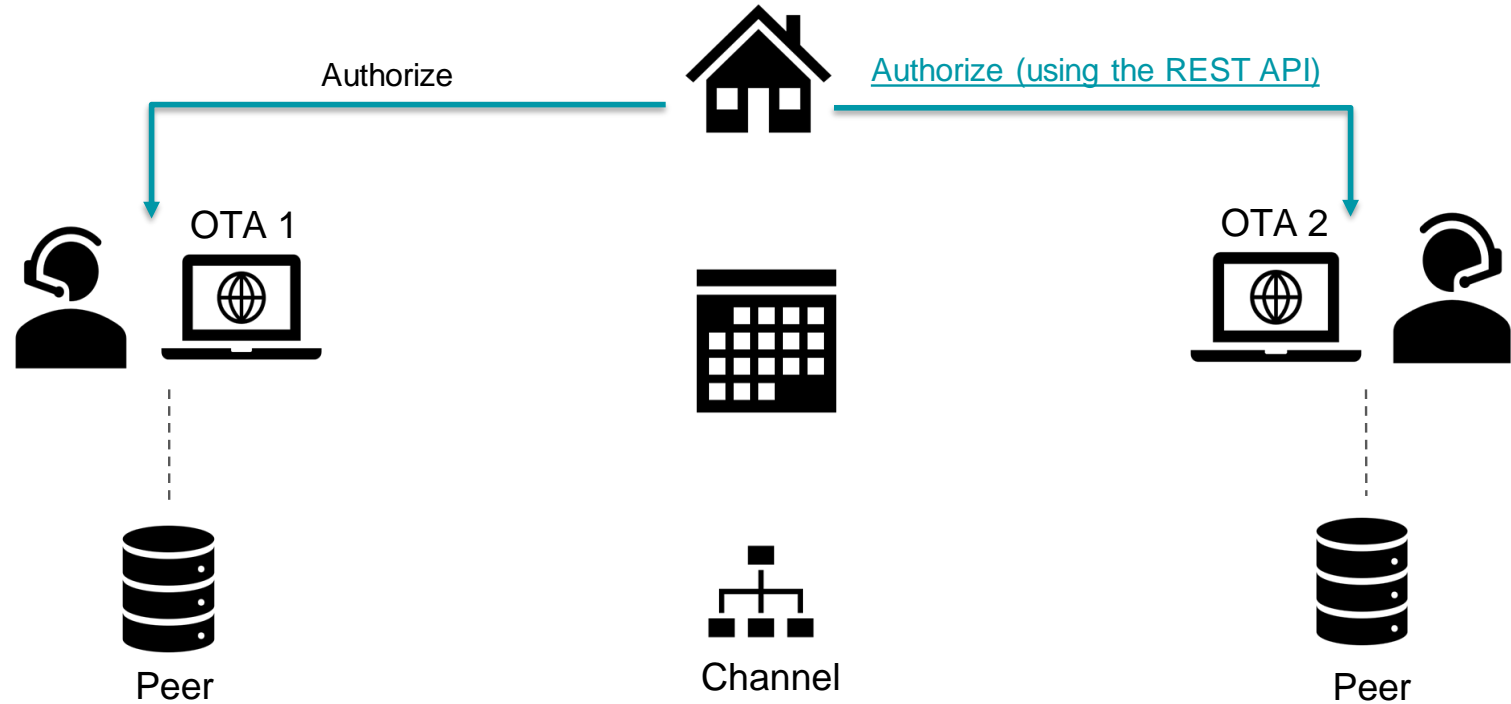 Authorize
Authorize (using the REST API)
OTA 1
OTA 2
Peer
Channel
Peer